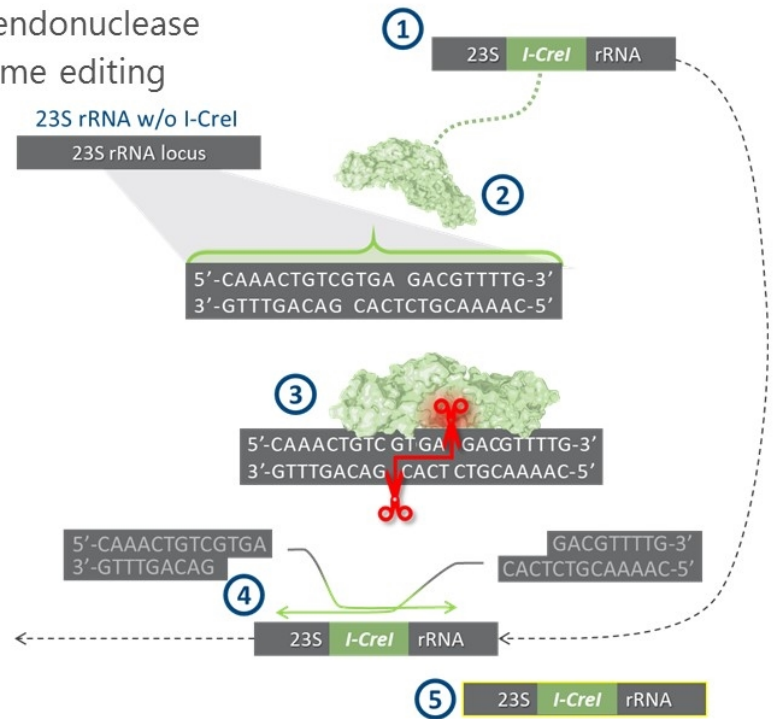 endonuclease
me editing
1
23S I-CreI rRNA
23S rRNA w/o I-CreI
23S rRNA locus
2
5’-CAAACTGTCGTGA GACGTTTTG-3’
3’-GTTTGACAG CACTCTGCAAAAC-5’
3
5’-CAAACTGTC GTGA GACGTTTTG-3’
3’-GTTTGACAG CACT CTGCAAAAC-5’
5’-CAAACTGTCGTGA
3’-GTTTGACAG
GACGTTTTG-3’
CACTCTGCAAAAC-5’
4
23S I-CreI rRNA
5
23S I-CreI rRNA